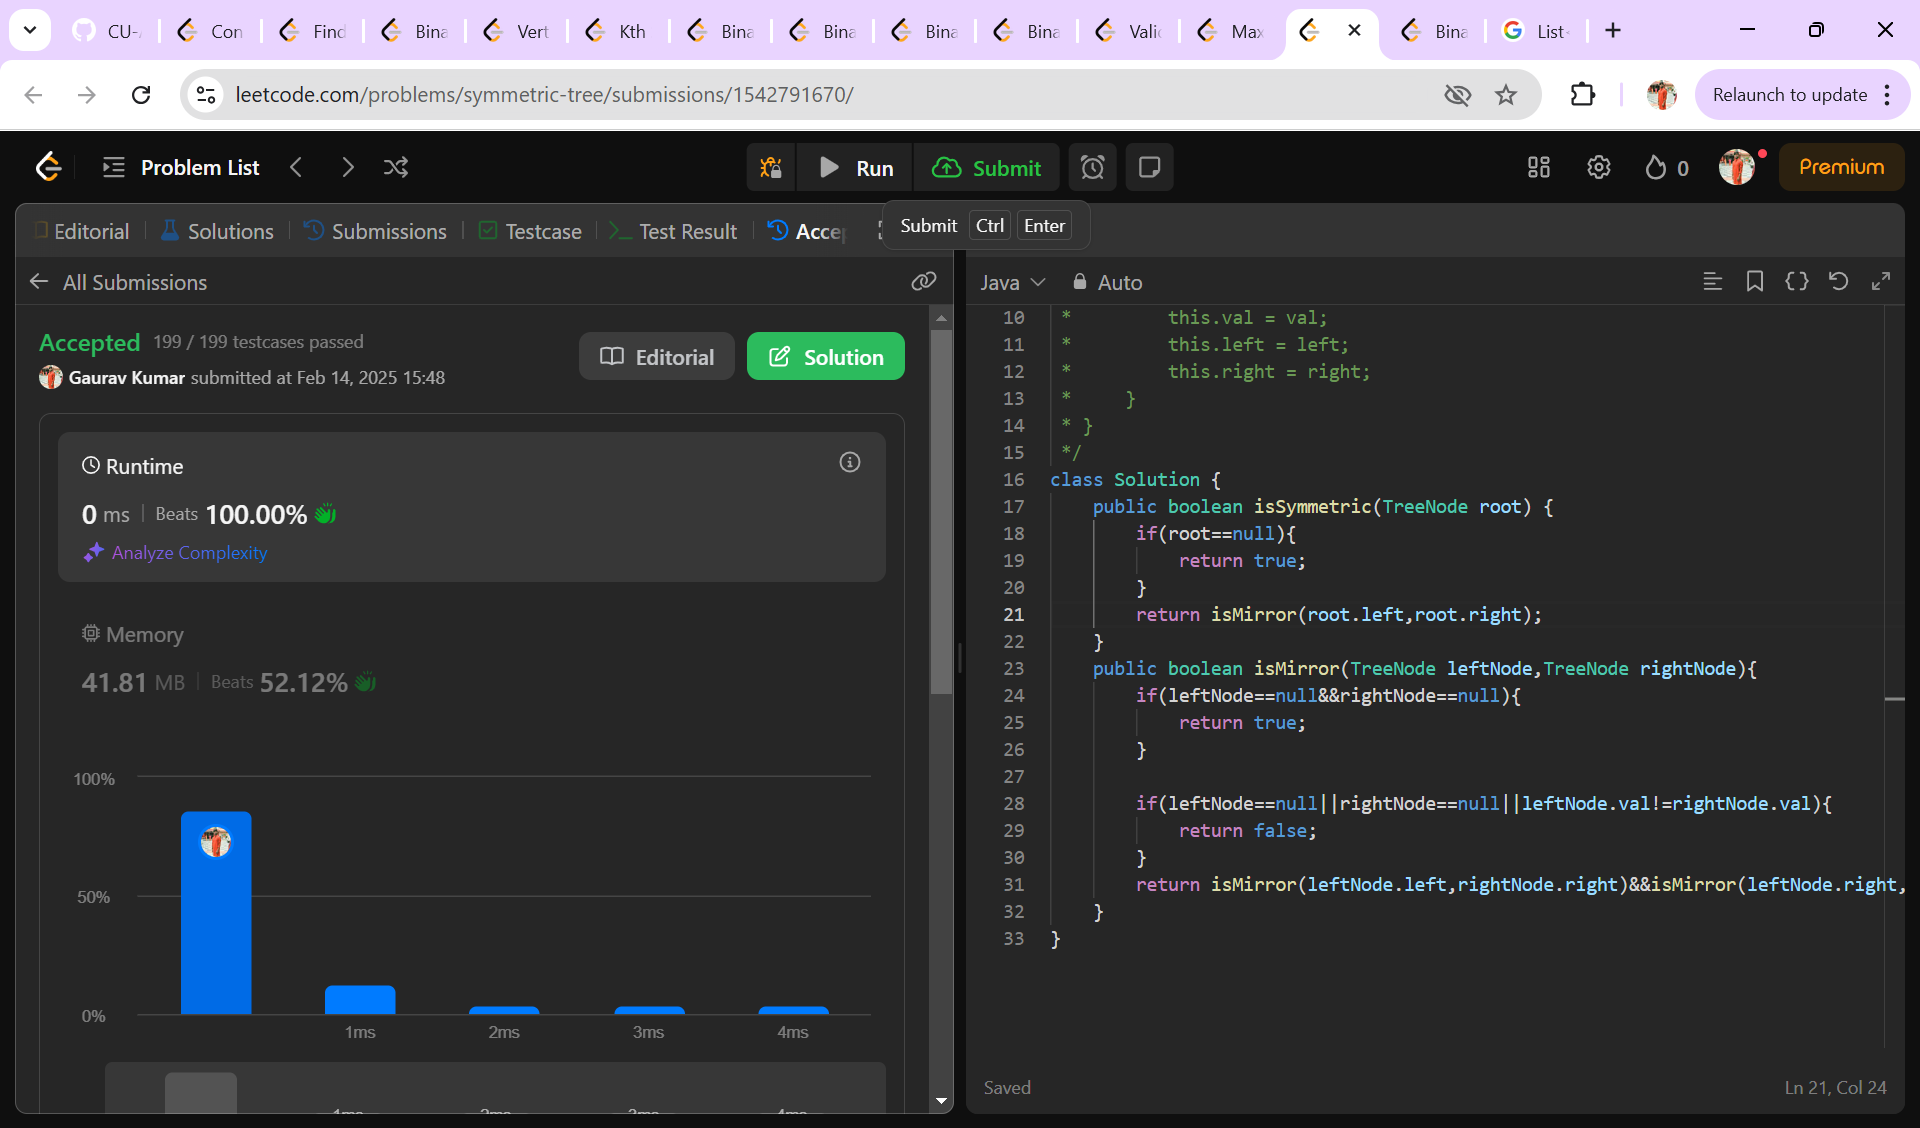 CU-
Con
Find
Bina
Vert
Kth
Bina
Bina
Bina
Bina
Valid
Max
Bina
List
leetcode.com/problems/symmetric-tree/submissions/1542791670/
Relaunch to update
Problem List
Run
Submit
0
Premium
Editorial
Solutions
Submissions
Testcase
Test Result
Acce
Submit Ctrl Enter
All Submissions
Java
Auto
Accepted 199 / 199 testcases passed
Gaurav Kumar submitted at Feb 14, 2025 15:48
Editorial
Solution
Runtime
0 ms Beats 100.00%
Analyze Complexity
Memory
41.81 MB Beats 52.12%
100%
50%
0%
1ms 2ms 3ms 4ms
1ms 2ms 3ms 4ms
10 * this.val = val;
11 * this.left = left;
12 * this.right = right;
13 * }
14 * }
15 */
16 class Solution {
17 public boolean isSymmetric(TreeNode root) {
18 if(root==null){
19 return true;
20 }
21 return isMirror(root.left,root.right);
22 }
23 public boolean isMirror(TreeNode leftNode,TreeNode rightNode){
24 if(leftNode==null&&rightNode==null){
25 return true;
26 }
27
28 if(leftNode==null||rightNode==null||leftNode.val!=rightNode.val){
29 return false;
30 }
31 return isMirror(leftNode.left,rightNode.right)&&isMirror(leftNode.right,
32 }
33 }
Saved
Ln 21, Col 24